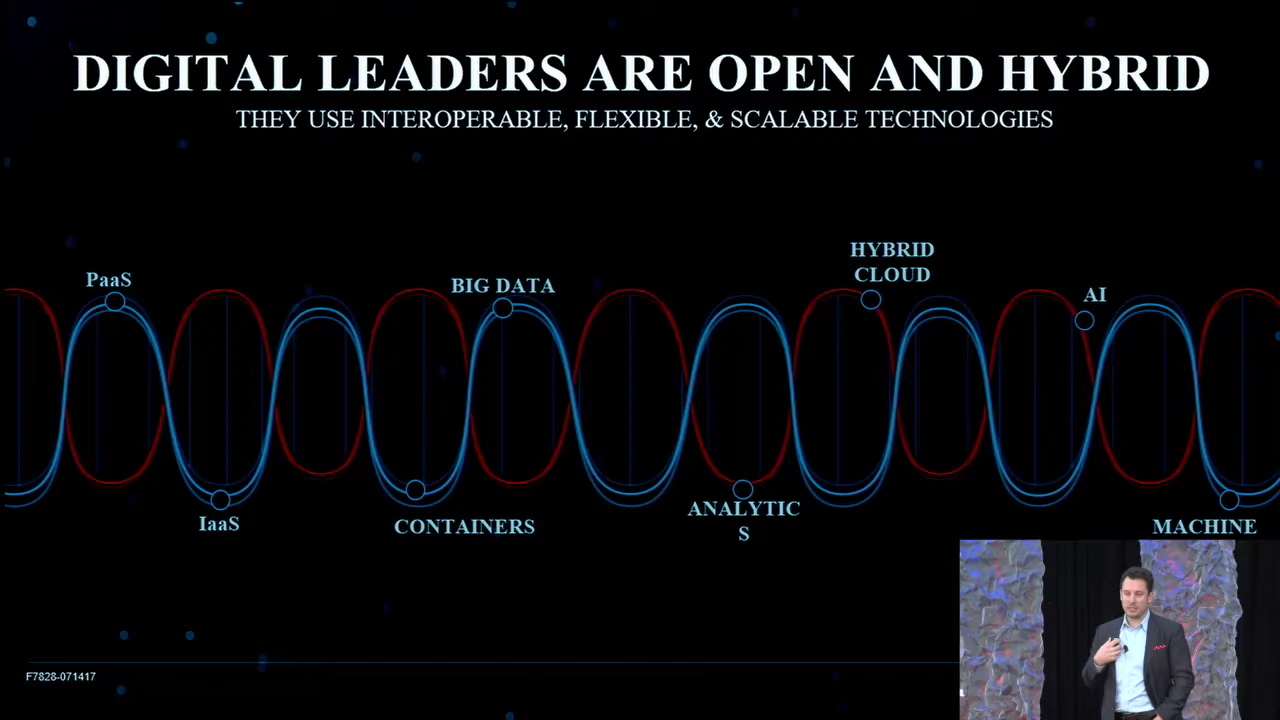 DIGITAL LEADERS ARE OPEN AND HYBRID
THEY USE INTEROPERABLE, FLEXIBLE, & SCALABLE TECHNOLOGIES
HYBRID
CLOUD
PaaS
BIG DATA
AI
IaaS
CONTAINERS
ANALYTIC
S
MACHINE
F7828-071417